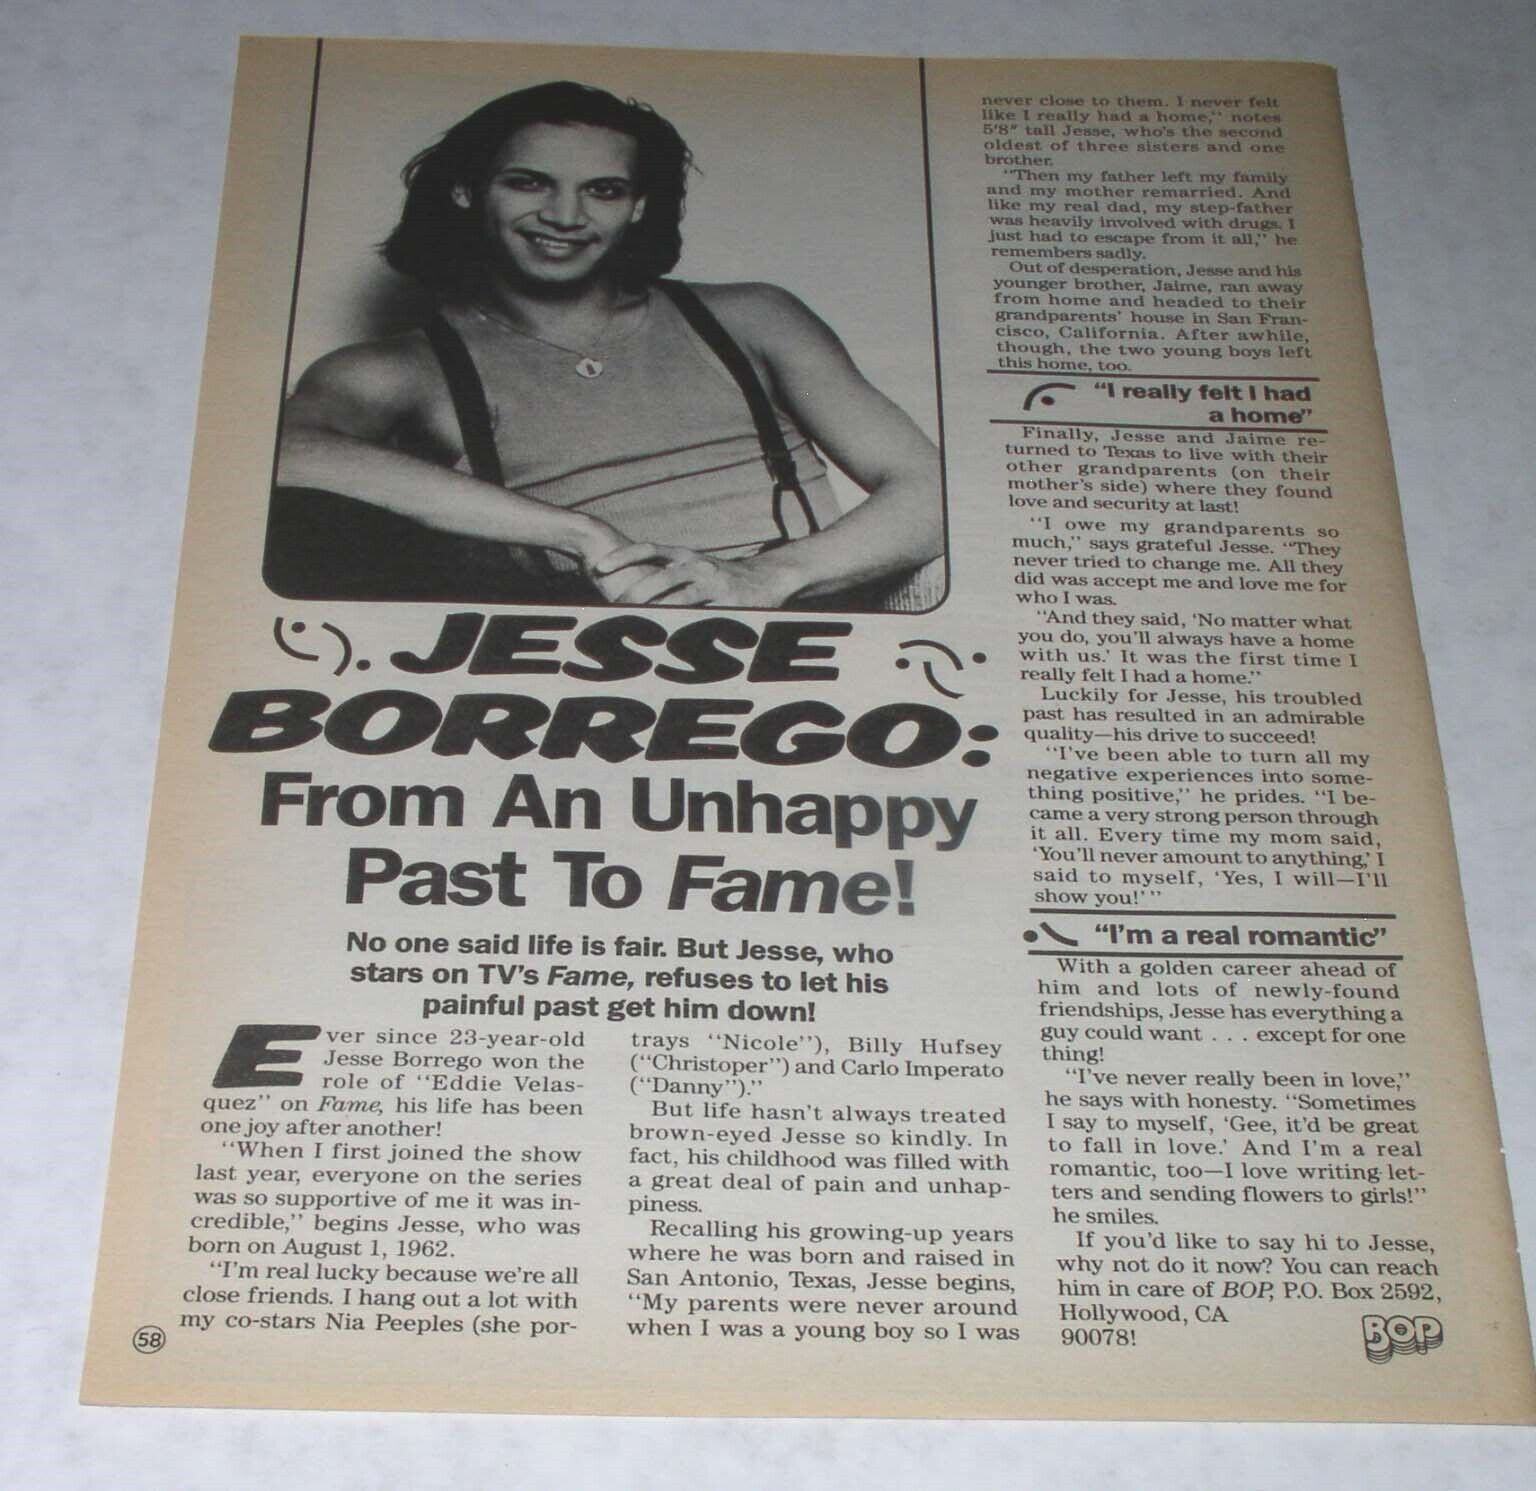 JESSE
BORREGO:
From An Unhappy
Past To Fame!
No one said life is fair. But Jesse, who
stars on TV's Fame, refuses to let his
painful past get him down!
Ever since 23-year-old
Jesse Borrego won the
role of "Eddie Velas-
quez" on Fame, his life has been
one joy after another!
"When I first joined the show
last year, everyone on the series
was so supportive of me it was in-
credible," begins Jesse, who was
born on August 1, 1962.
"I'm real lucky because we're all
close friends. I hang out a lot with
my co-stars Nia Peeples (she por-
58
trays "Nicole"), Billy Hufsey
("Christoper") and Carlo Imperato
("Danny")."
But life hasn't always treated
brown-eyed Jesse so kindly. In
fact, his childhood was filled with
a great deal of pain and unhap-
piness.
Recalling his growing-up years
where he was born and raised in
San Antonio, Texas, Jesse begins,
"My parents were never around
when I was a young boy so I was
never close to them. I never felt
like I really had a home," notes
5'8" tall Jesse, who's the second
oldest of three sisters and one
brother.
"Then my father left my family
and my mother remarried. And
like my real dad, my step-father
was heavily involved with drugs. I
just had to escape from it all," he
remembers sadly.
Out of desperation, Jesse and his
younger brother, Jaime, ran away
from home and headed to their
grandparents' house in San Fran-
cisco, California. After awhile,
though, the two young boys left
this home, too.
"I really felt I had
a home"
Finally, Jesse and Jaime re-
turned to Texas to live with their
other grandparents (on their
mother's side) where they found
love and security at last!
"I owe my grandparents so
much," says grateful Jesse. "They
never tried to change me. All they
did was accept me and love me for
who I was.
"And they said, 'No matter what
you do, you'll always have a home
with us.' It was the first time I
really felt I had a home."
Luckily for Jesse, his troubled
past has resulted in an admirable
quality—his drive to succeed!
"I've been able to turn all my
negative experiences into some-
thing positive," he prides. "I be-
came a very strong person through
it all. Every time my mom said,
'You'll never amount to anything,' I
said to myself, 'Yes, I will—I'll
show you!' "
"I'm a real romantic"
With a golden career ahead of
him and lots of newly-found
friendships, Jesse has everything a
guy could want . . . except for one
thing!
"I've never really been in love,"
he says with honesty. "Sometimes
I say to myself, 'Gee, it'd be great
to fall in love.' And I'm a real
romantic, too—I love writing let-
ters and sending flowers to girls!"
he smiles.
If you'd like to say hi to Jesse,
why not do it now? You can reach
him in care of BOP, P.O. Box 2592,
Hollywood, CA
90078!
BOP